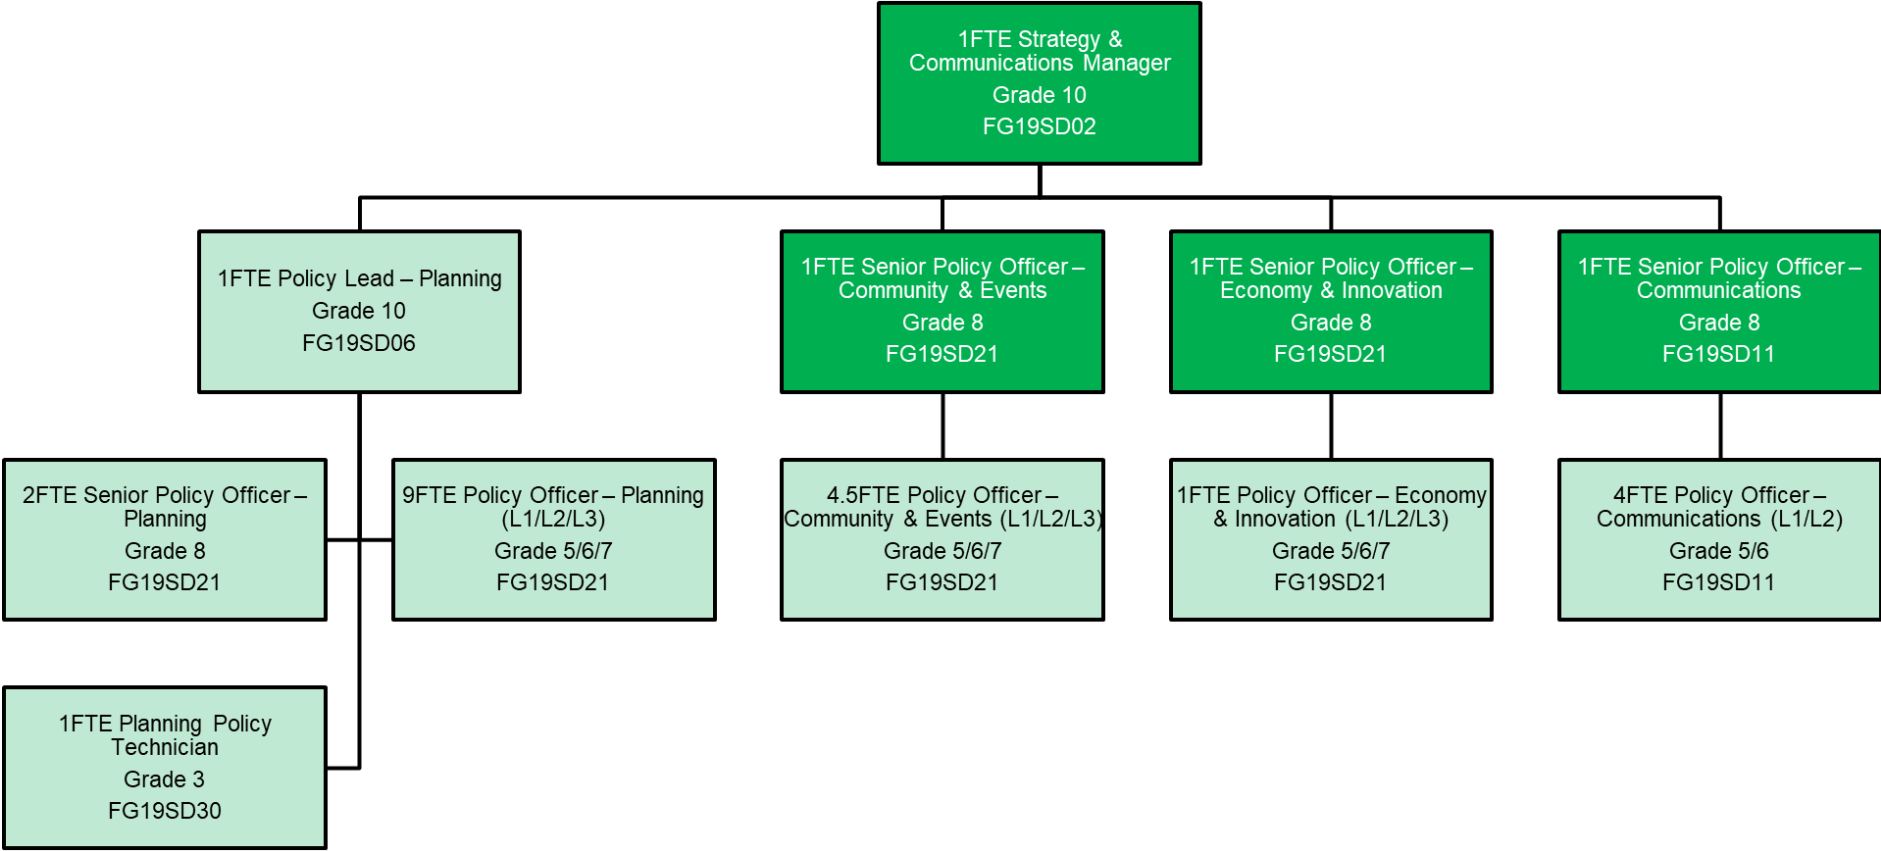 1FTE Strategy &
Communications Manager
Grade 10
FG19SD02
1FTE Policy Lead – Planning
Grade 10
FG19SD06
1FTE Senior Policy Officer –
Community & Events
Grade 8
FG19SD21
1FTE Senior Policy Officer –
Economy & Innovation
Grade 8
FG19SD21
1FTE Senior Policy Officer –
Communications
Grade 8
FG19SD11
2FTE Senior Policy Officer –
Planning
Grade 8
FG19SD21
9FTE Policy Officer – Planning
(L1/L2/L3)
Grade 5/6/7
FG19SD21
4.5FTE Policy Officer –
Community & Events (L1/L2/L3)
Grade 5/6/7
FG19SD21
1FTE Policy Officer – Economy
& Innovation (L1/L2/L3)
Grade 5/6/7
FG19SD21
4FTE Policy Officer –
Communications (L1/L2)
Grade 5/6
FG19SD11
1FTE Planning Policy
Technician
Grade 3
FG19SD30